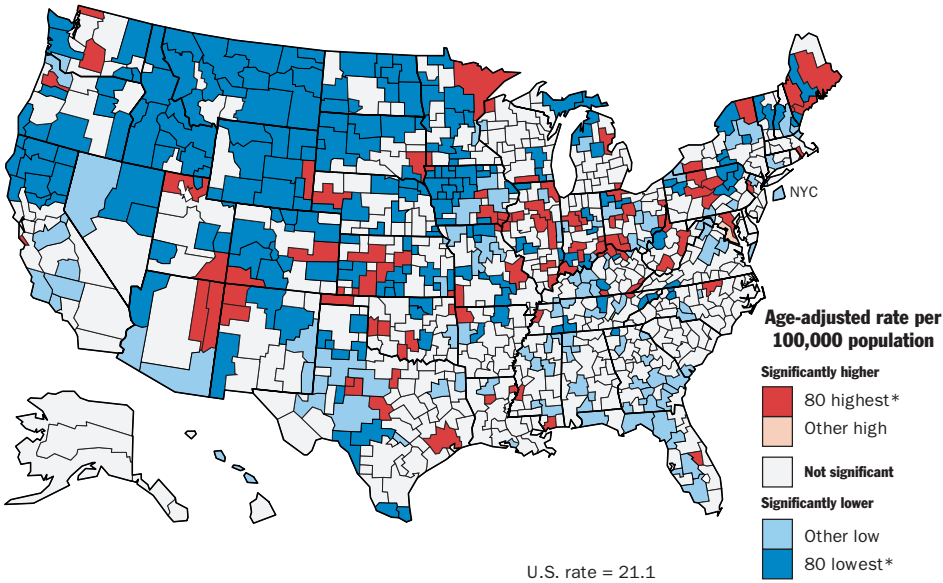 NYC
Age-adjusted rate per
100,000 population
Significantly higher
80 highest*
Other high
Not significant
Significantly lower
Other low
80 lowest*
U.S. rate = 21.1